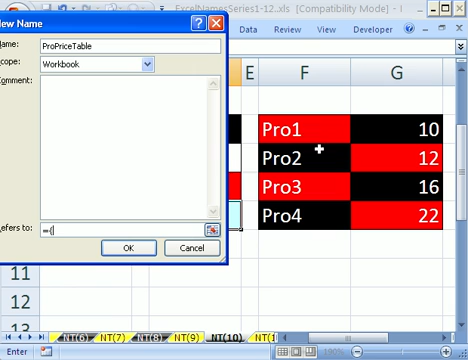 ExcelNamesSeries1-12.xls [Compatibility Mode]
New Name
Data Review View Developer
Name: ProPriceTable
Scope: Workbook
Comment:
E F G
Pro1 10
Pro2 12
Pro3 16
Pro4 22
Refers to: ={
OK Cancel
11
12
13
NT(6) NT(7) NT(8) NT(9) NT(10)
Enter 190%